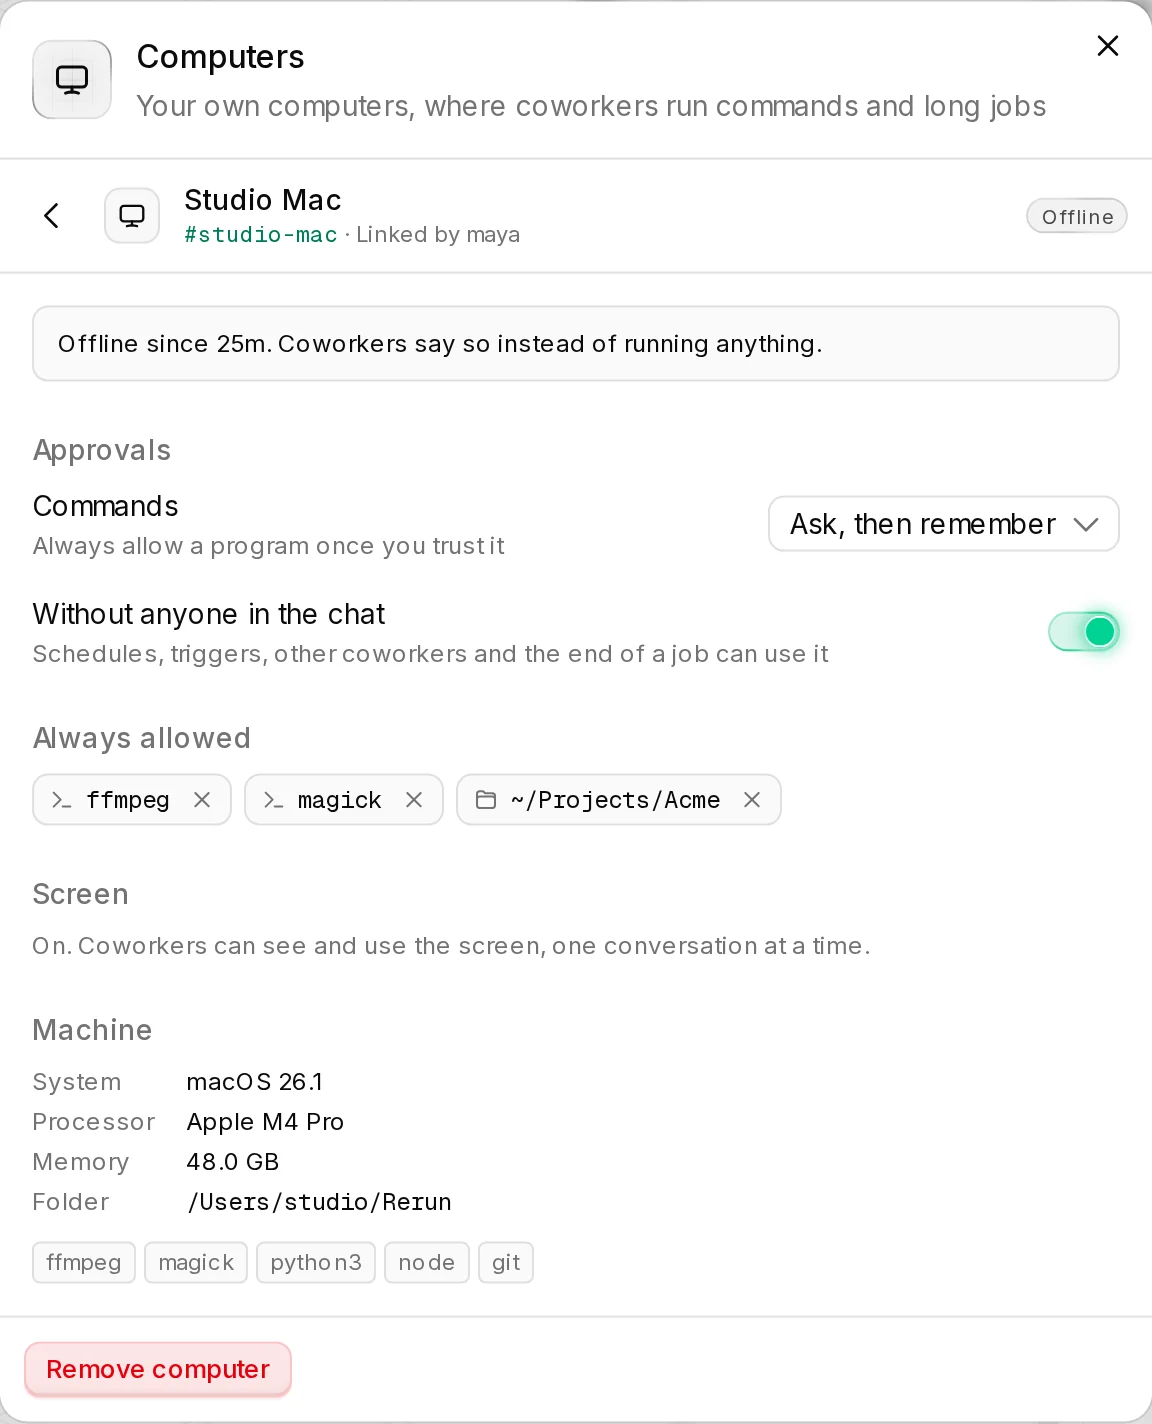 Computers
Your own computers, where coworkers run commands and long jobs
Studio Mac
#studio-mac · Linked by maya
Offline
Offline since 25m. Coworkers say so instead of running anything.
Approvals
Commands
Always allow a program once you trust it
Ask, then remember
Without anyone in the chat
Schedules, triggers, other coworkers and the end of a job can use it
Always allowed
ffmpeg magick ~/Projects/Acme
Screen
On. Coworkers can see and use the screen, one conversation at a time.
Machine
System macOS 26.1
Processor Apple M4 Pro
Memory 48.0 GB
Folder /Users/studio/Rerun
ffmpeg magick python3 node git
Remove computer